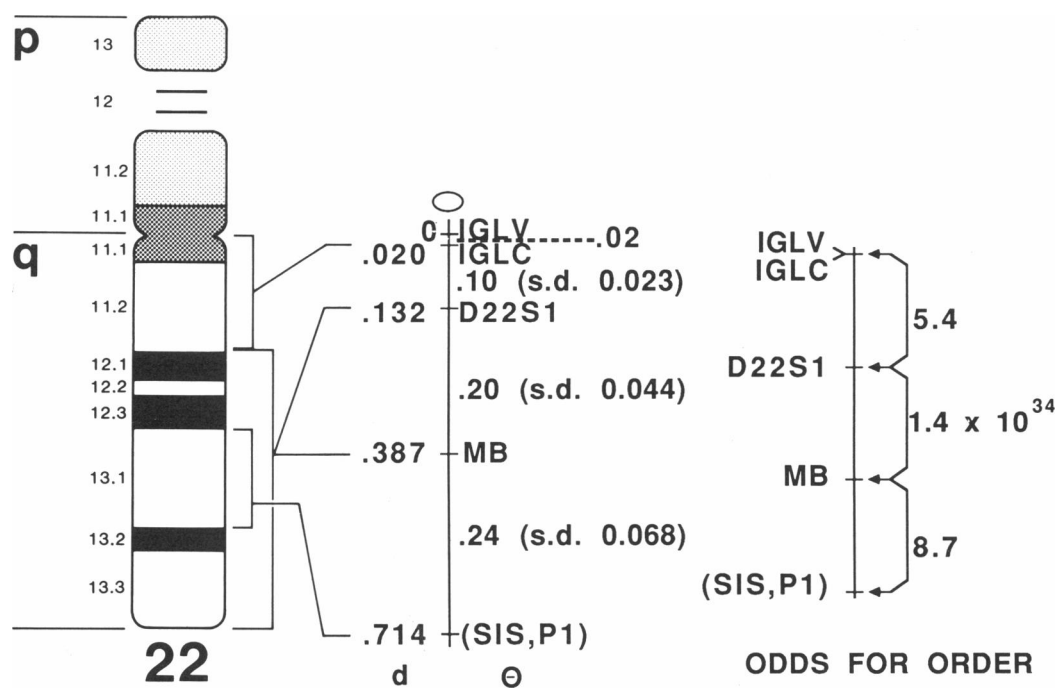 p
13
12
11.2
11.1
q
11.1
11.2
12.1
12.2
12.3
13.1
13.2
13.3
22
0 IGLV
.02
.020 IGLC
.10 (s.d. 0.023)
.132 D22S1
.20 (s.d. 0.044)
.387 MB
.24 (s.d. 0.068)
.714 (SIS,P1)
d Θ
IGLV
IGLC
5.4
D22S1
1.4 x 10³⁴
MB
8.7
(SIS,P1)
ODDS FOR ORDER